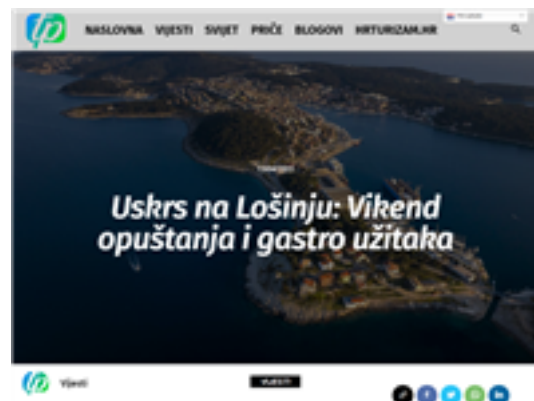 NASLOVNA VIJESTI SVIJET PRIČE BLOGOVI HRTURIZAM.HR
Uskrs na Lošinju: Vikend
opuštanja i gastro užitaka
Vijesti
VIJESTI